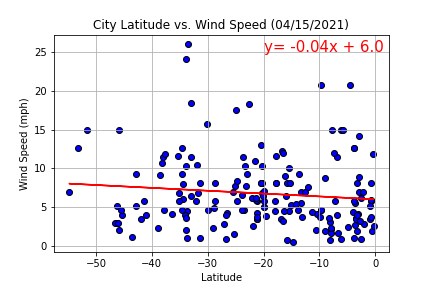 City Latitude vs. Wind Speed (04/15/2021)
y= -0.04x + 6.0
25
20
15
10
5
0
Wind Speed (mph)
−50 −40 −30 −20 −10 0
Latitude